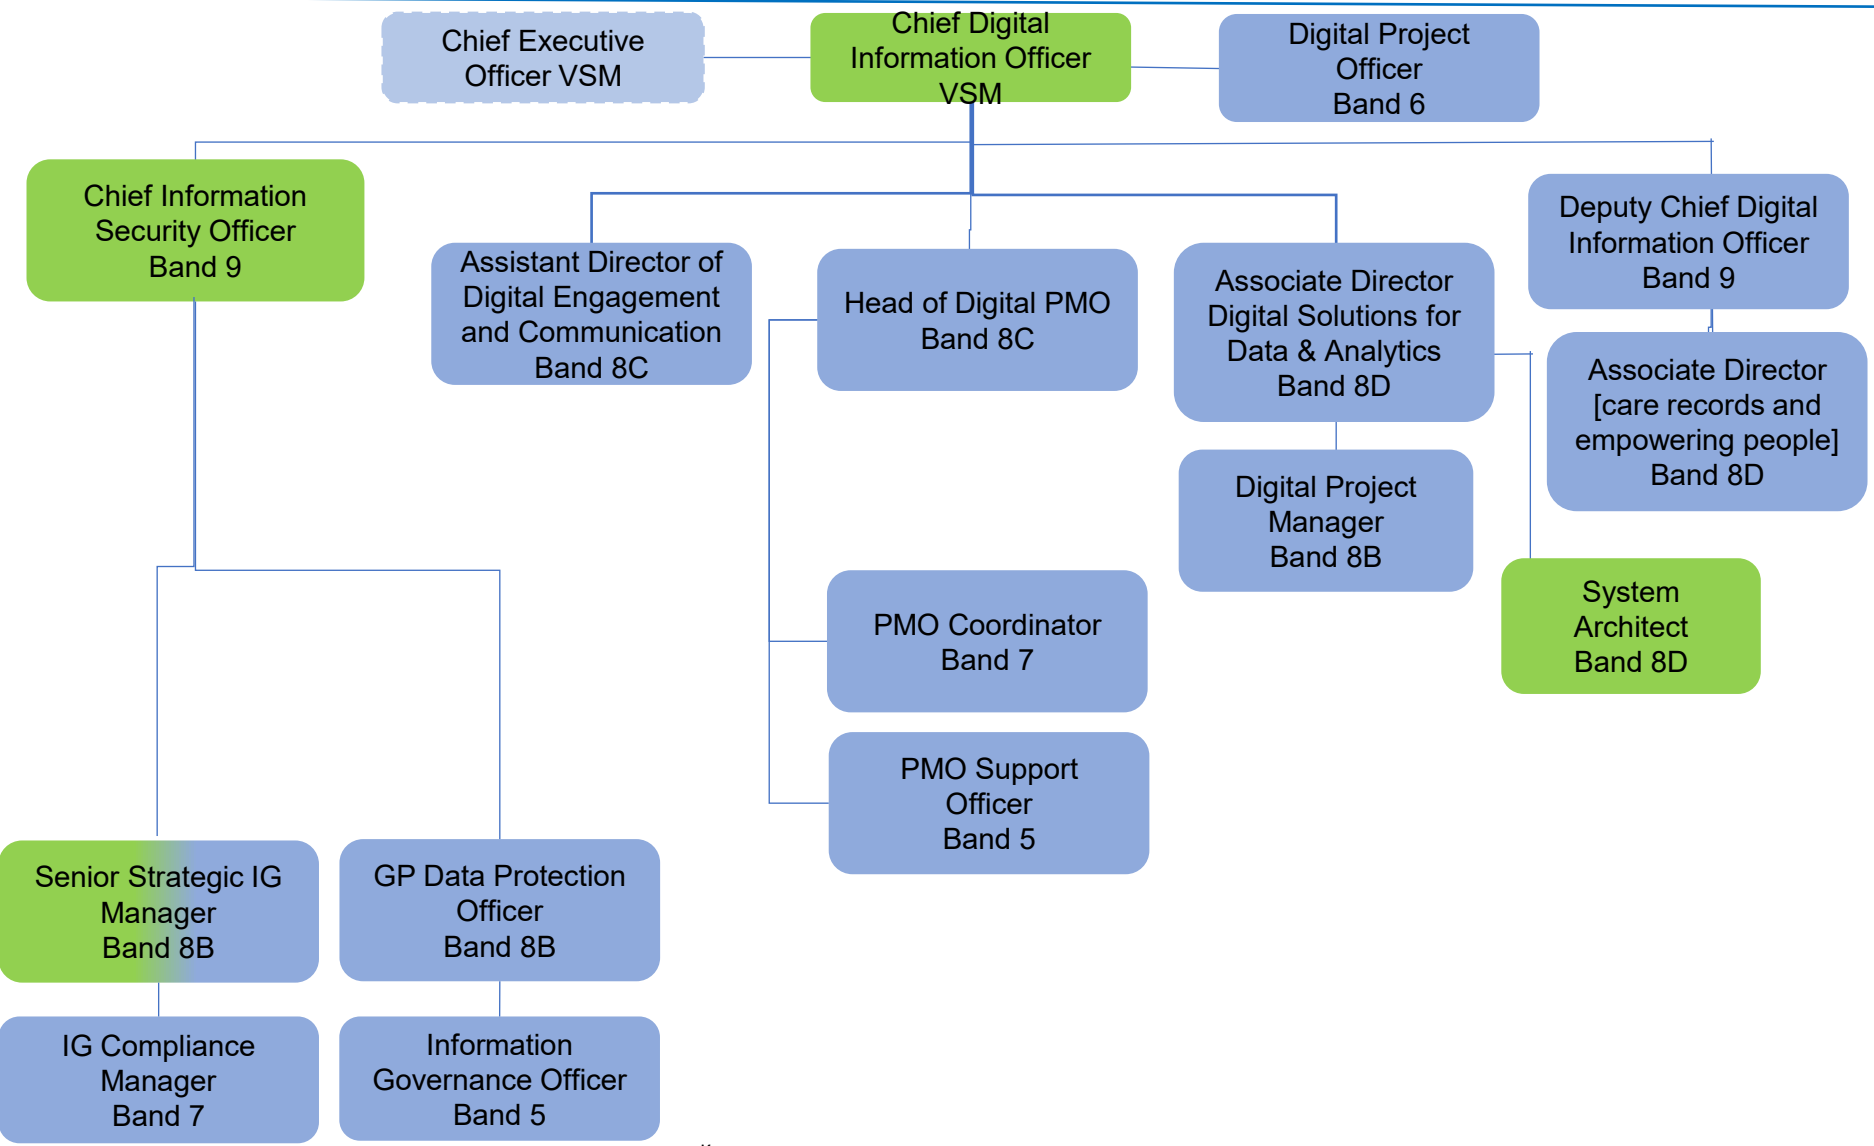 Chief Executive
Officer VSM
Chief Digital
Information Officer
VSM
Digital Project
Officer
Band 6
Chief Information
Security Officer
Band 9
Assistant Director of
Digital Engagement
and Communication
Band 8C
Head of Digital PMO
Band 8C
Associate Director
Digital Solutions for
Data & Analytics
Band 8D
Deputy Chief Digital
Information Officer
Band 9
Associate Director
[care records and
empowering people]
Band 8D
Digital Project
Manager
Band 8B
System
Architect
Band 8D
PMO Coordinator
Band 7
PMO Support
Officer
Band 5
Senior Strategic IG
Manager
Band 8B
GP Data Protection
Officer
Band 8B
IG Compliance
Manager
Band 7
Information
Governance Officer
Band 5